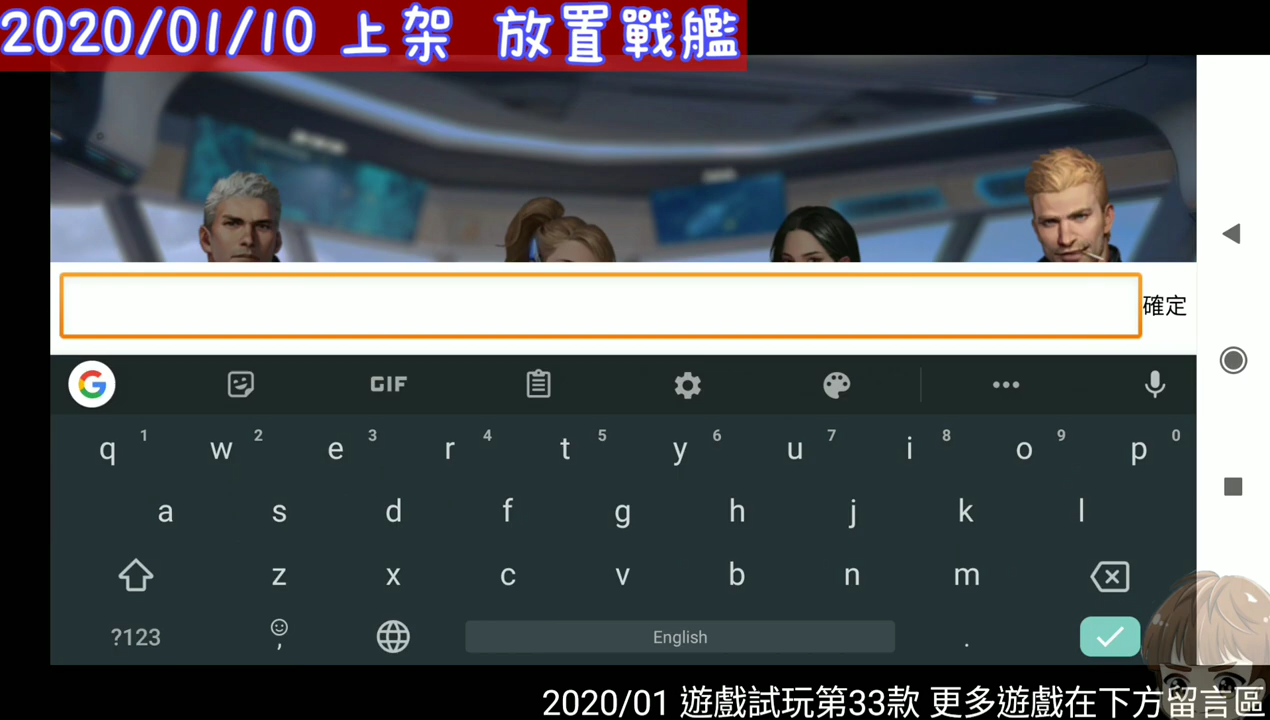 2020/01/10 上架 放置戰艦
確定
GIF
q 1 w 2 e 3 r 4 t 5 y 6 u 7 i 8 o 9 p 0
a s d f g h j k l
z x c v b n m
?123 , English .
2020/01 遊戲試玩第33款 更多遊戲在下方留言區